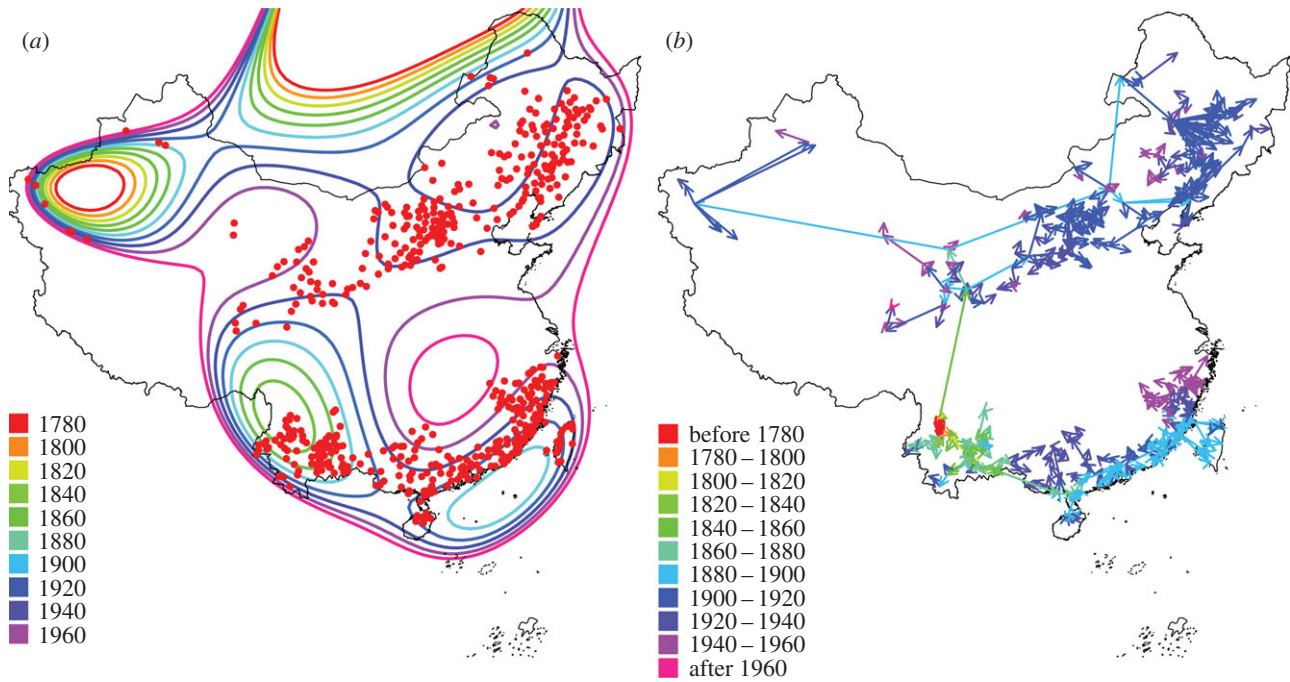 (a)
1780
1800
1820
1840
1860
1880
1900
1920
1940
1960
(b)
before 1780
1780 – 1800
1800 – 1820
1820 – 1840
1840 – 1860
1860 – 1880
1880 – 1900
1900 – 1920
1920 – 1940
1940 – 1960
after 1960